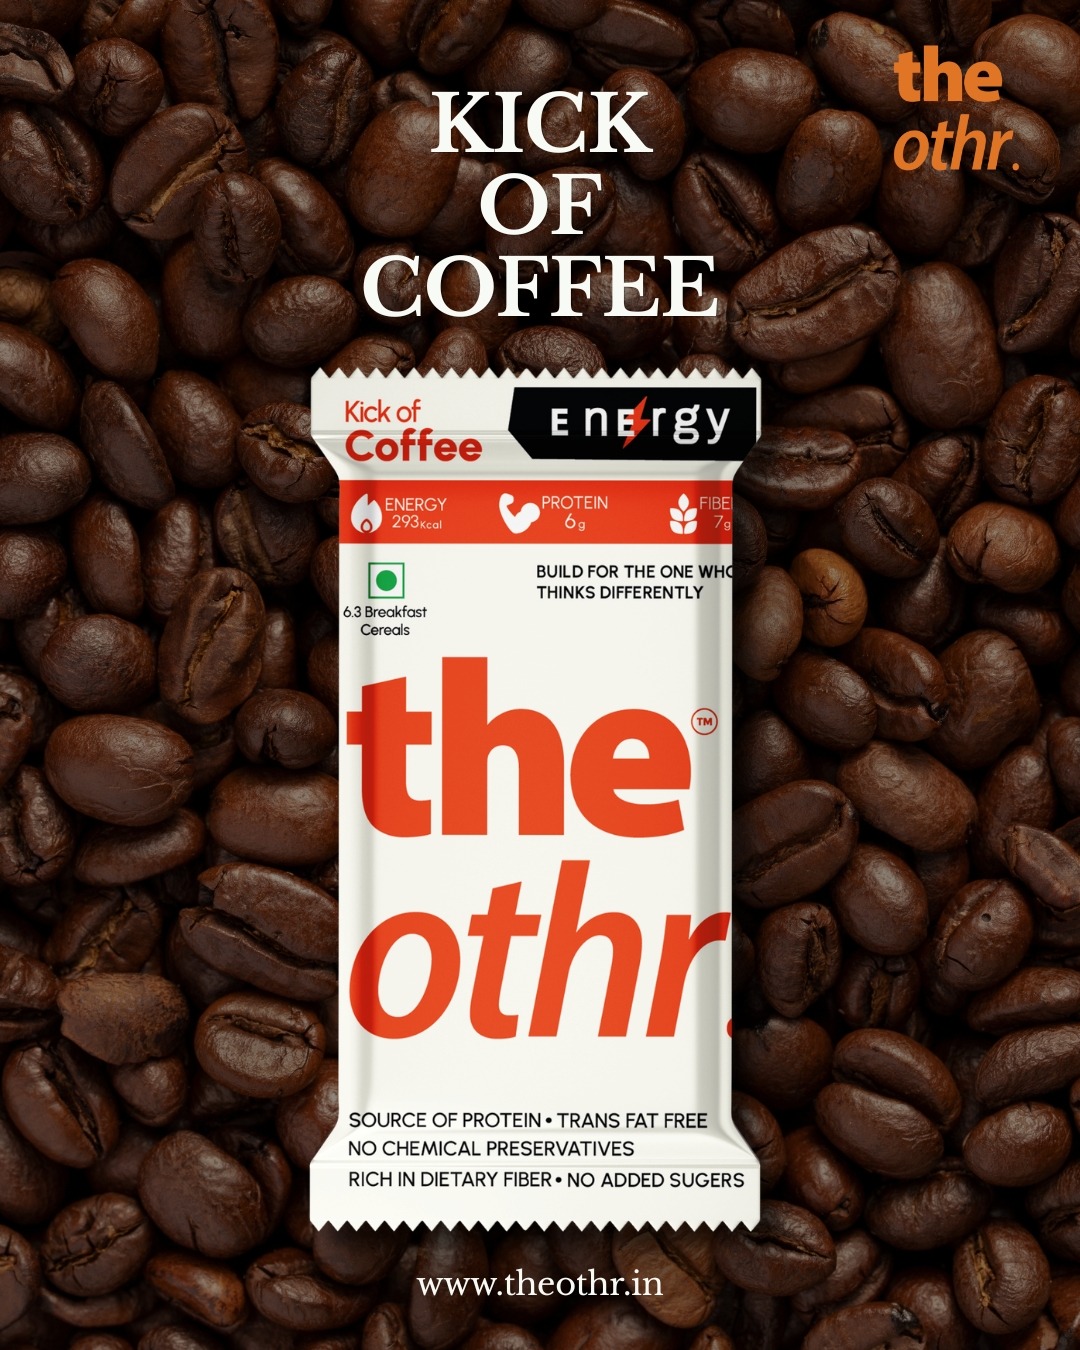 KICK
OF
COFFEE
the
othr.
Kick of
Coffee
ENERGY
ENERGY
293Kcal
PROTEIN
6g
FIBE
7g
6.3 Breakfast
Cereals
BUILD FOR THE ONE WHO
THINKS DIFFERENTLY
the™
othr.
SOURCE OF PROTEIN • TRANS FAT FREE
NO CHEMICAL PRESERVATIVES
RICH IN DIETARY FIBER • NO ADDED SUGERS
www.theothr.in